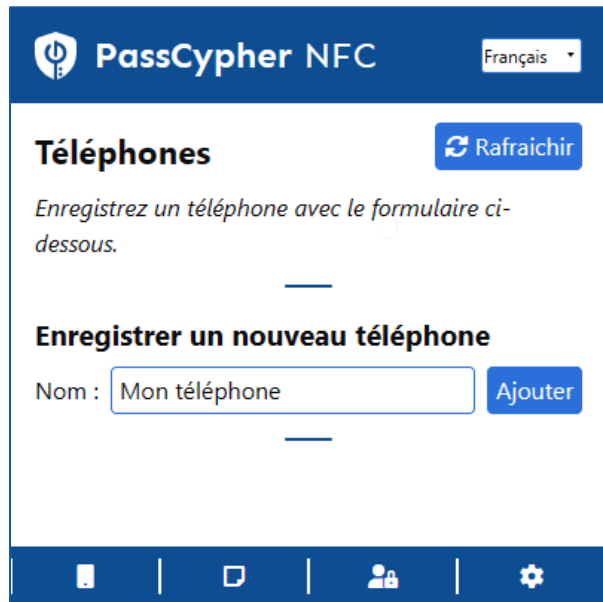 PassCypher NFC
Français
Téléphones
Rafraichir
Enregistrez un téléphone avec le formulaire ci-
dessous.
Enregistrer un nouveau téléphone
Nom : Mon téléphone Ajouter